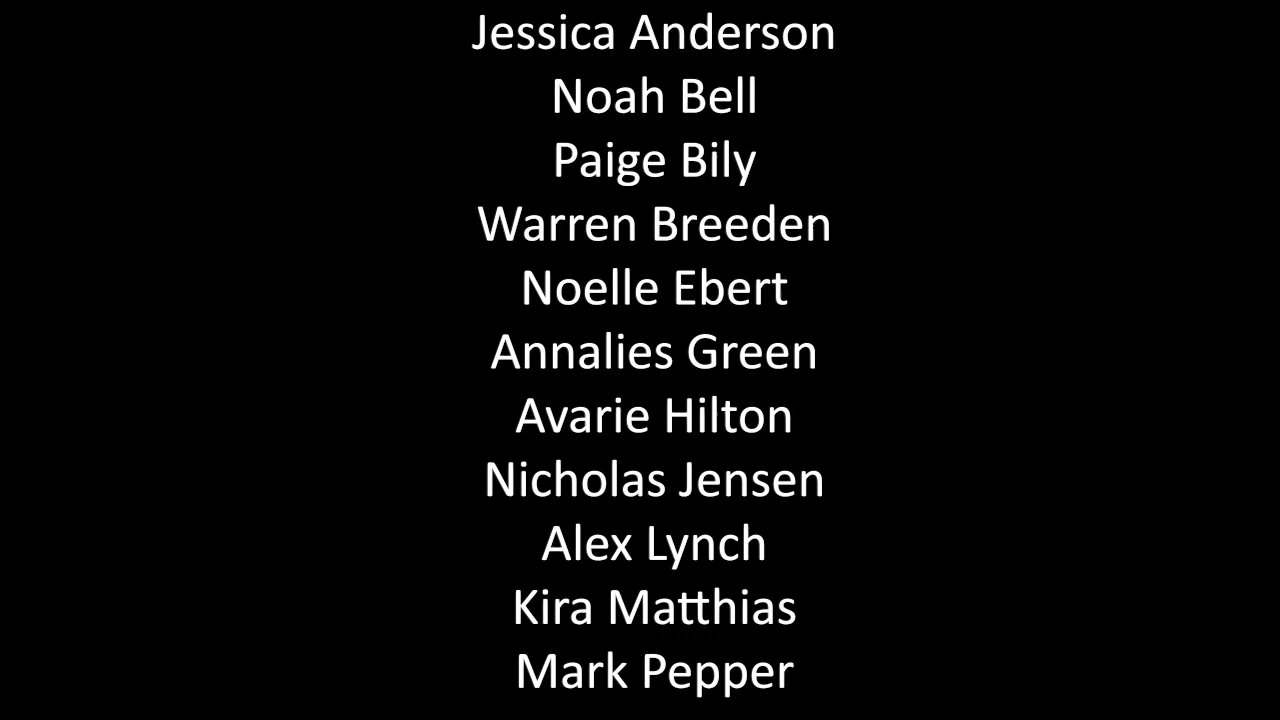 Jessica Anderson
Noah Bell
Paige Bily
Warren Breeden
Noelle Ebert
Annalies Green
Avarie Hilton
Nicholas Jensen
Alex Lynch
Kira Matthias
Mark Pepper